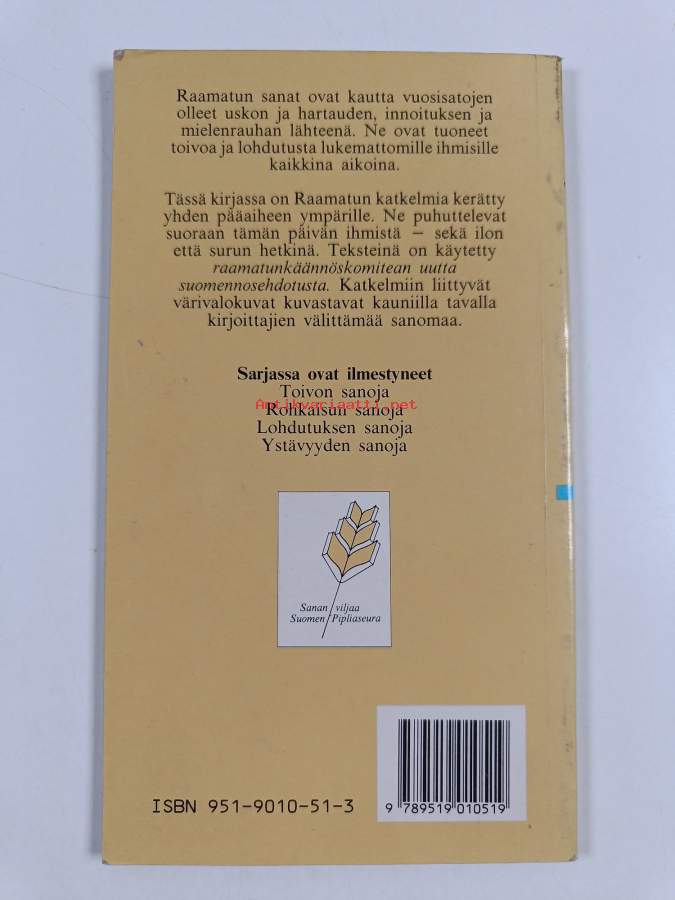 Raamatun sanat ovat kautta vuosisatojen
olleet uskon ja hartauden, innoituksen ja
mielenrauhan lähteenä. Ne ovat tuoneet
toivoa ja lohdutusta lukemattomille ihmisille
kaikkina aikoina.
Tässä kirjassa on Raamatun katkelmia kerätty
yhden pääaiheen ympärille. Ne puhuttelevat
suoraan tämän päivän ihmistä — sekä ilon
että surun hetkinä. Teksteinä on käytetty
raamatunkäännöskomitean uutta
suomennosehdotusta. Katkelmiin liittyvät
värivalokuvat kuvastavat kauniilla tavalla
kirjoittajien välittämää sanomaa.
Sarjassa ovat ilmestyneet
Toivon sanoja
Antikvariaatti.net
Rohkaisun sanoja
Lohdutuksen sanoja
Ystävyyden sanoja
Sanan viljaa
Suomen Pipliaseura
ISBN 951-9010-51-3
9 789519 010519